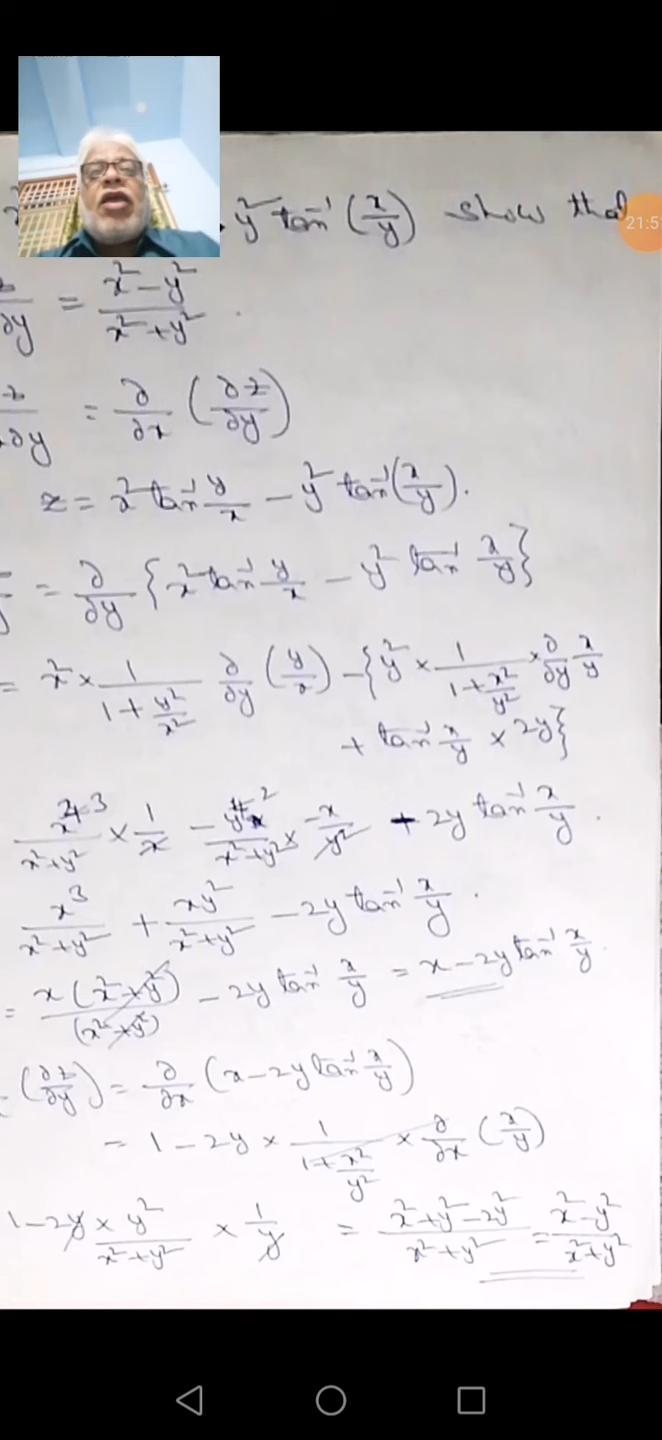 y² tan⁻¹ (x/y) show that
21:5
∂y = (x² − y²)/(x² + y²).
∂y = ∂/∂x (∂z/∂y)
z = x² tan⁻¹ y/x − y² tan⁻¹(x/y).
= ∂/∂y {x² tan⁻¹ y/x − y² tan⁻¹ x/y}
= x² × 1/(1 + y²/x²) ∂/∂y (y/x) − {y² × 1/(1 + x²/y²) × ∂/∂y x/y
+ tan⁻¹ x/y × 2y}
/(x² + y²) × 1/x − /(x² + y²) × −x/y² + 2y tan⁻¹ x/y.
x³/(x² + y²) + xy²/(x² + y²) − 2y tan⁻¹ x/y.
= x(x² + y²)/(x² + y²) − 2y tan⁻¹ x/y = x − 2y tan⁻¹ x/y.
(∂z/∂y) = ∂/∂x (x − 2y tan⁻¹ x/y)
= 1 − 2y × 1/(1 + x²/y²) × ∂/∂x (x/y)
1 − 2y × y²/(x² + y²) × 1/y = (x² + y² − 2y²)/(x² + y²) = (x² − y²)/(x² + y²)